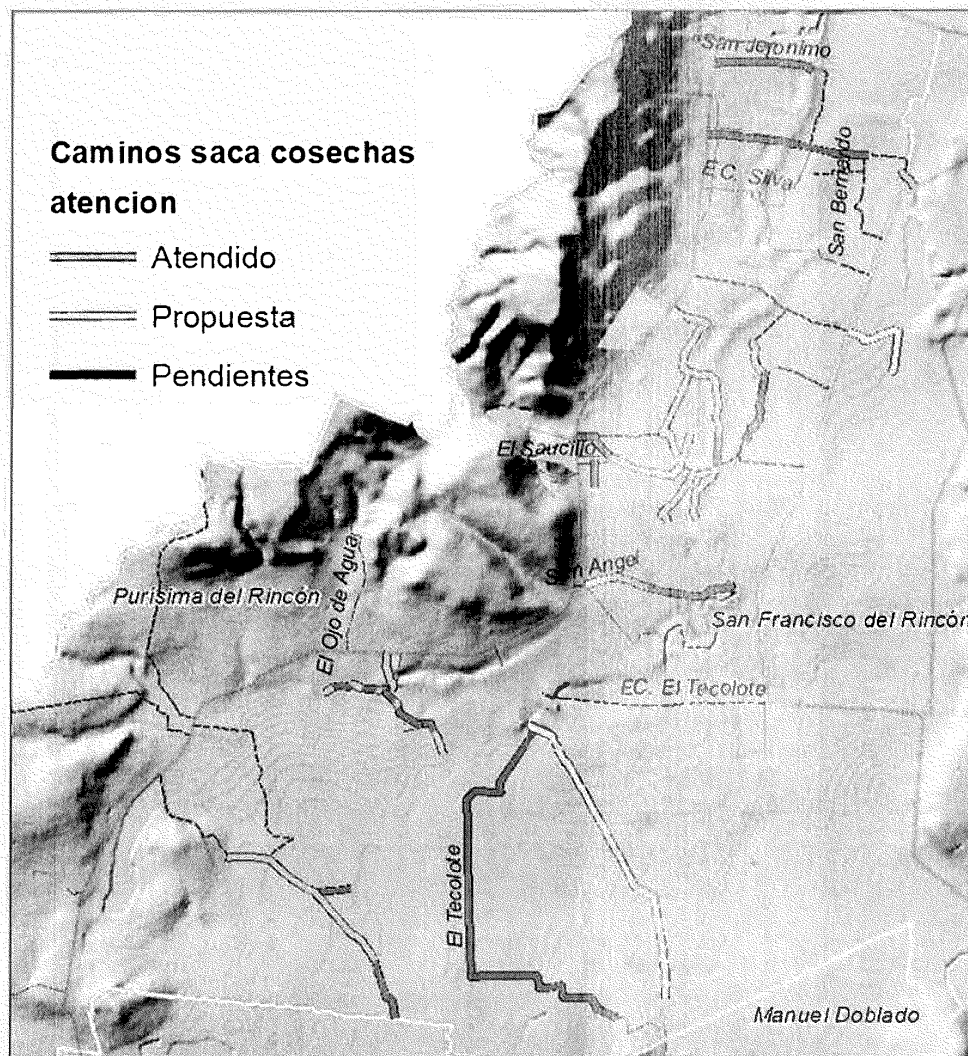 San Jeronimo
Caminos saca cosechas
atencion
Atendido
Propuesta
Pendientes
E.C. Silva
San Bernardo
El Saucillo
San Angel
Purisima del Rincón
El Ojo de Agua
San Francisco del Rincón
EC. El Tecolote
El Tecolote
Manuel Doblado